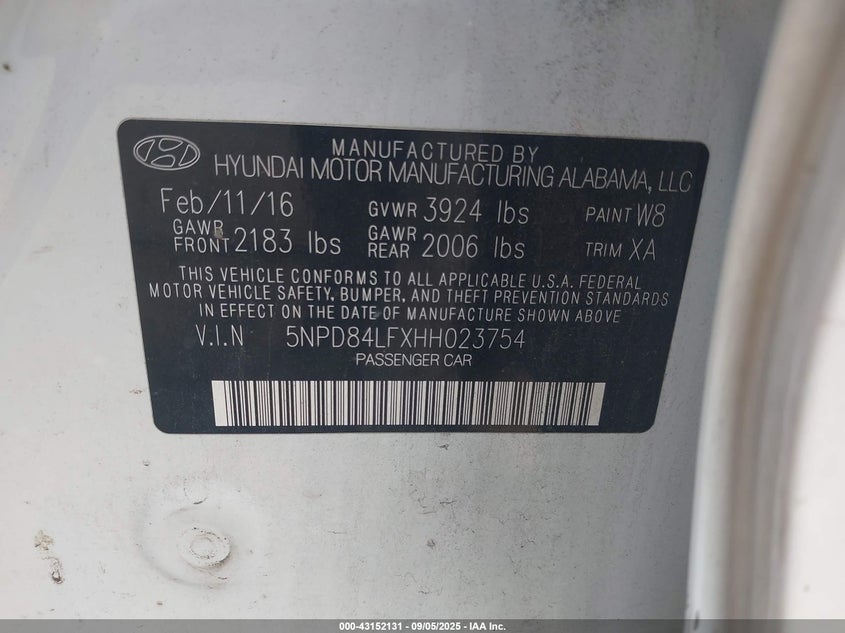 MANUFACTURED BY
HYUNDAI MOTOR MANUFACTURING ALABAMA, LLC
Feb/11/16 GVWR 3924 lbs PAINT W8
GAWR FRONT 2183 lbs GAWR REAR 2006 lbs TRIM XA
THIS VEHICLE CONFORMS TO ALL APPLICABLE U.S.A. FEDERAL
MOTOR VEHICLE SAFETY, BUMPER, AND THEFT PREVENTION STANDARDS
IN EFFECT ON THE DATE OF MANUFACTURE SHOWN ABOVE
V.I.N 5NPD84LFXHH023754
PASSENGER CAR
000-43152131 - 09/05/2025 - IAA Inc.